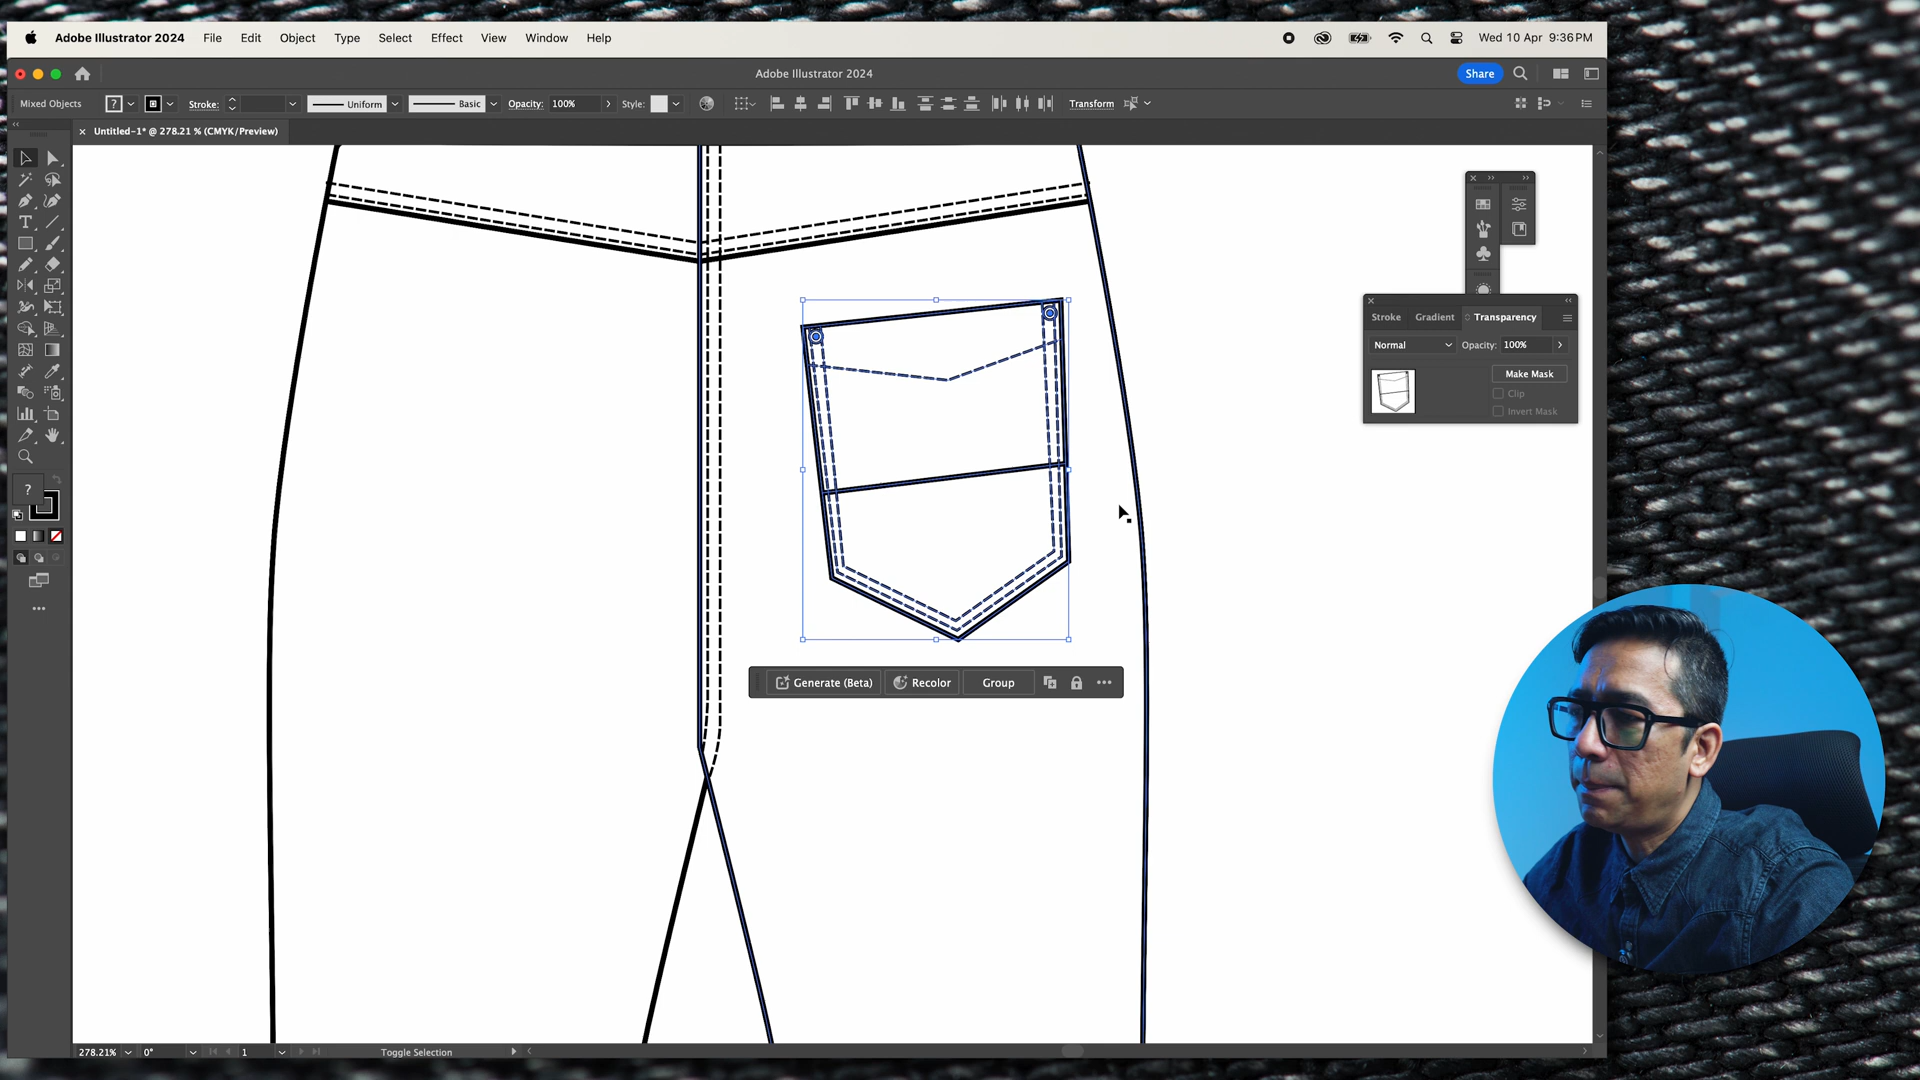 Adobe Illustrator 2024 File Edit Object Type Select Effect View Window Help Wed 10 Apr 9:36 PM
Adobe Illustrator 2024 Share
Mixed Objects ? Stroke: Uniform Basic Opacity: 100% Style: Transform
Untitled-1* @ 278.21 % (CMYK/Preview)
Stroke Gradient Transparency
Normal Opacity: 100%
Make Mask
Clip
Invert Mask
?
Generate (Beta) Recolor Group
278.21% 0° 1 Toggle Selection